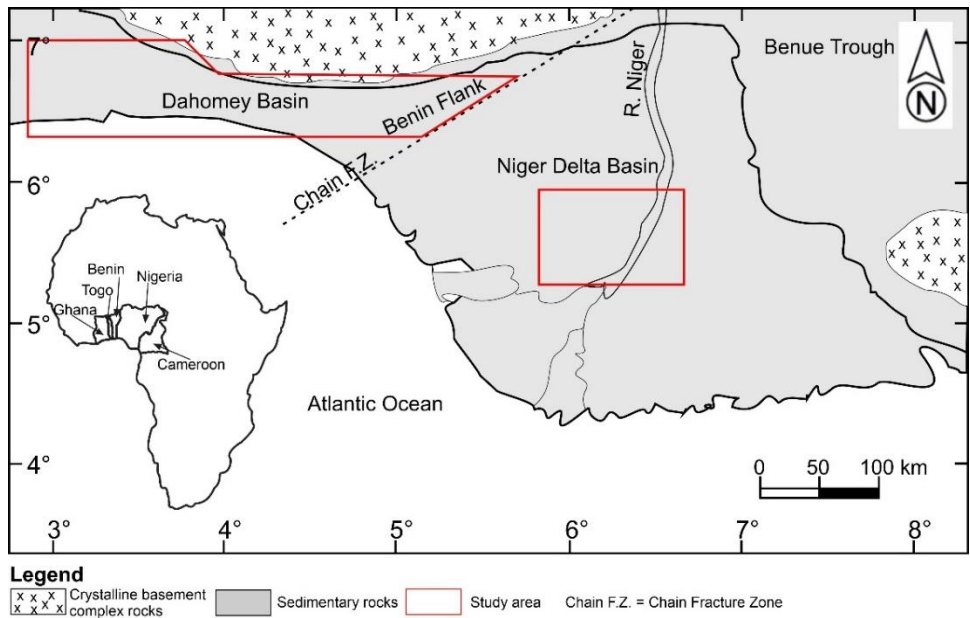 7°
Benue Trough
N
R. Niger
Dahomey Basin
Benin Flank
Chain F.Z.
Niger Delta Basin
6°
Benin
Nigeria
Togo
Ghana
Cameroon
5°
Atlantic Ocean
4°
0 50 100 km
3° 4° 5° 6° 7° 8°
Legend
Crystalline basement
complex rocks
Sedimentary rocks
Study area
Chain F.Z. = Chain Fracture Zone